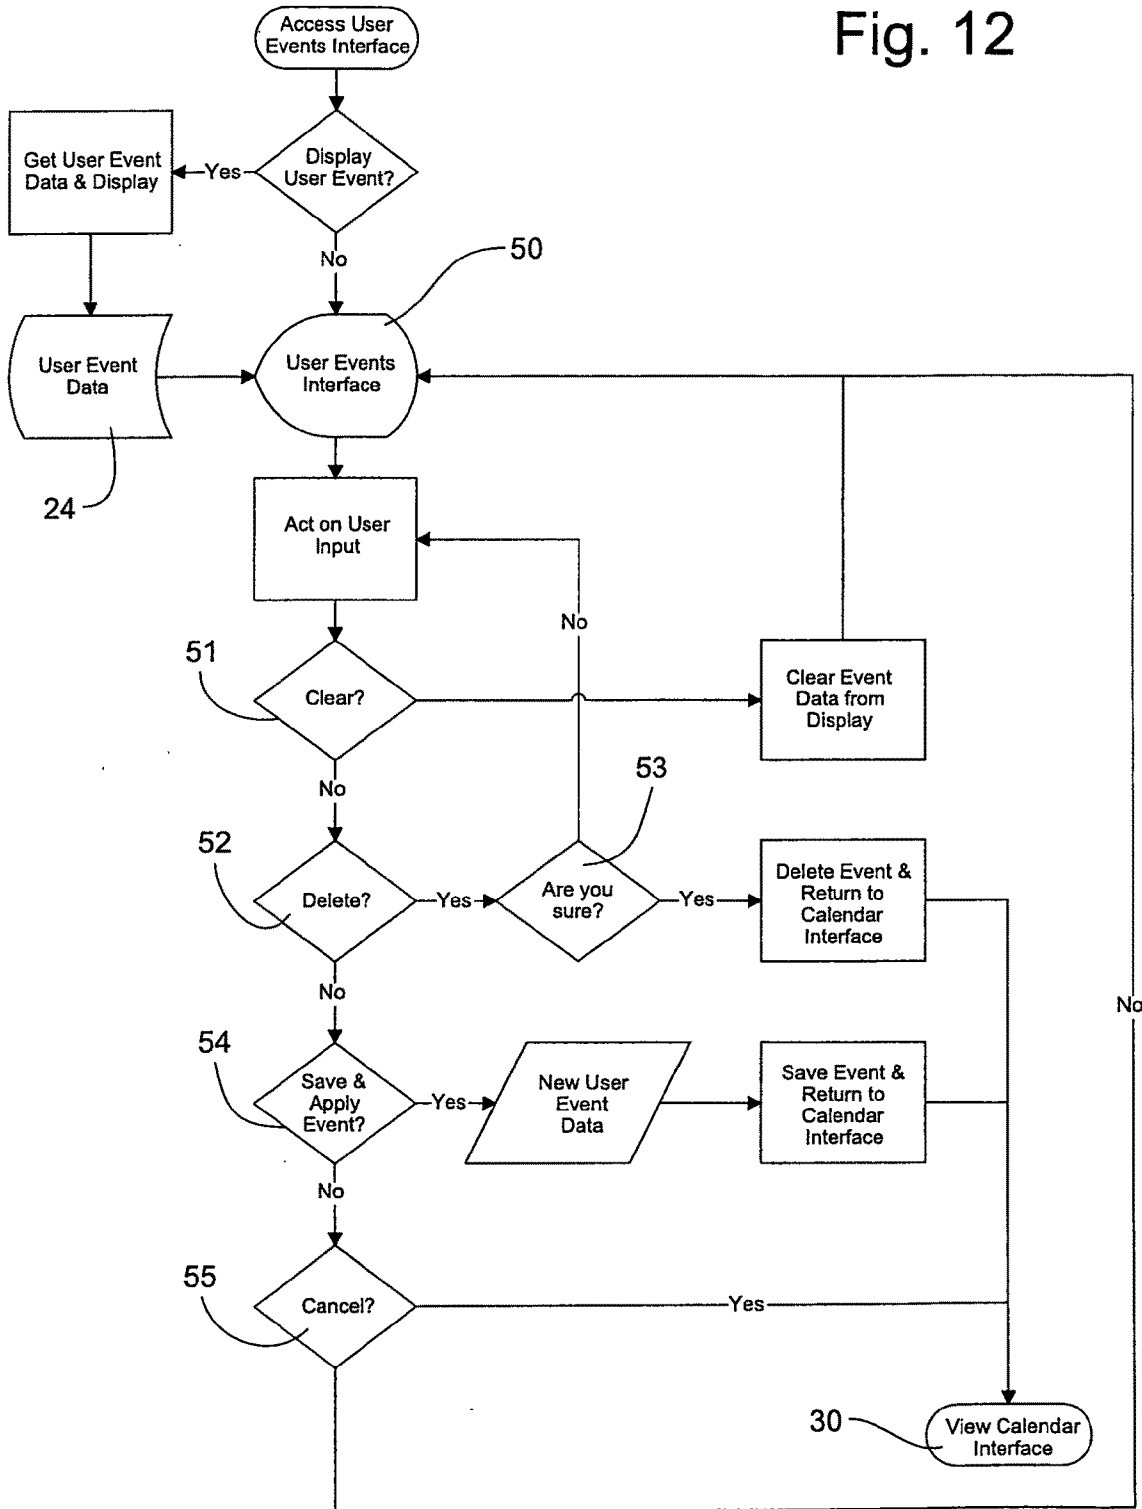 Fig. 12
Access User
Events Interface
Display
User Event?
Yes
Get User Event
Data & Display
No
50
User Event
Data
User Events
Interface
24
Act on User
Input
No
51
Clear?
Clear Event
Data from
Display
No
53
52
Delete?
Yes
Are you
sure?
Yes
Delete Event &
Return to
Calendar
Interface
No
No
54
Save &
Apply
Event?
Yes
New User
Event
Data
Save Event &
Return to
Calendar
Interface
No
55
Cancel?
Yes
30
View Calendar
Interface